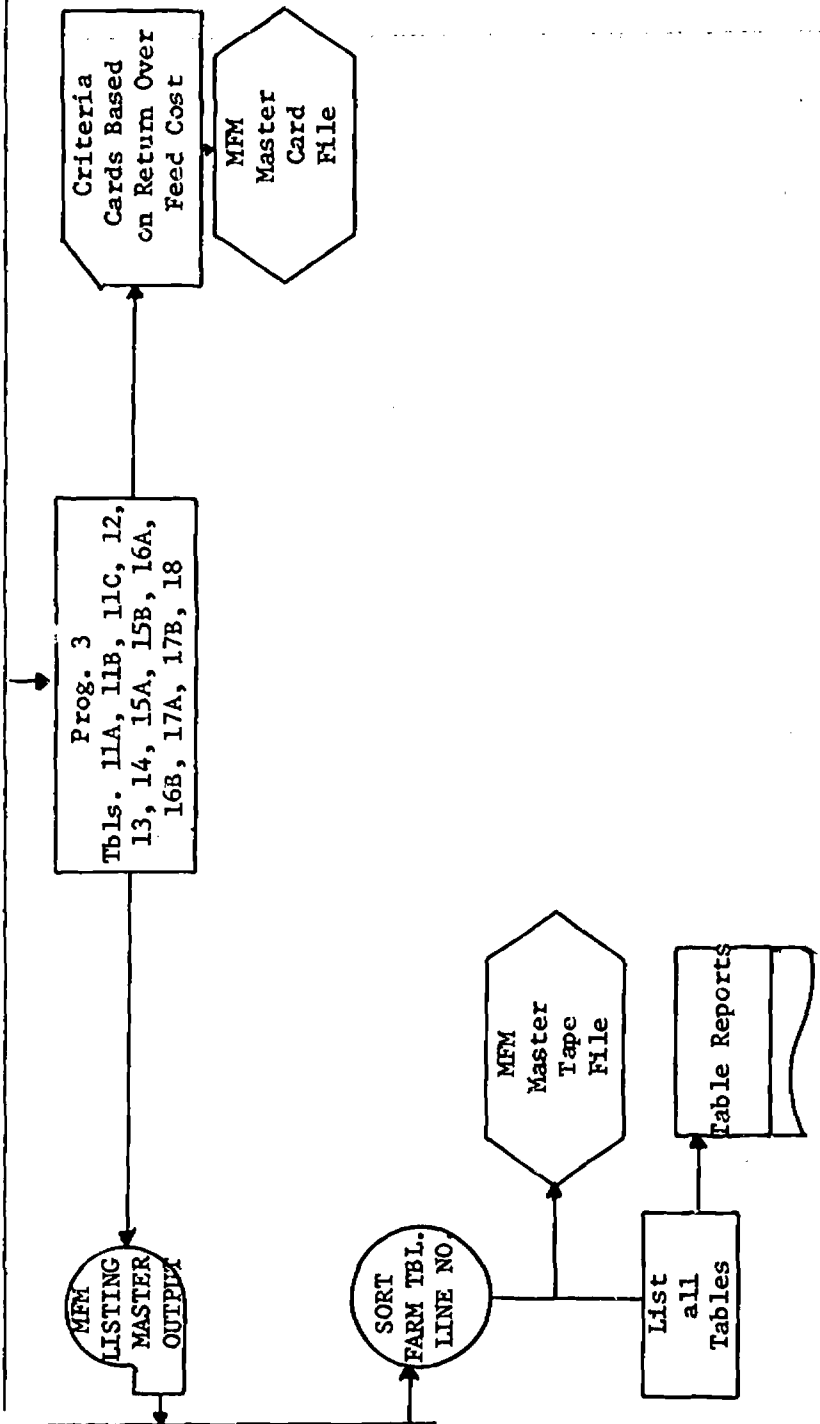 Criteria
Cards Based
on Return Over
Feed Cost
MFM
Master
Card
File
Prog. 3
Tbls. 11A, 11B, 11C, 12,
13, 14, 15A, 15B, 16A,
16B, 17A, 17B, 18
MFM
LISTING
MASTER
OUTPUT
SORT
FARM TBL.
LINE NO.
MFM
Master
Tape
File
List
all
Tables
Table Reports